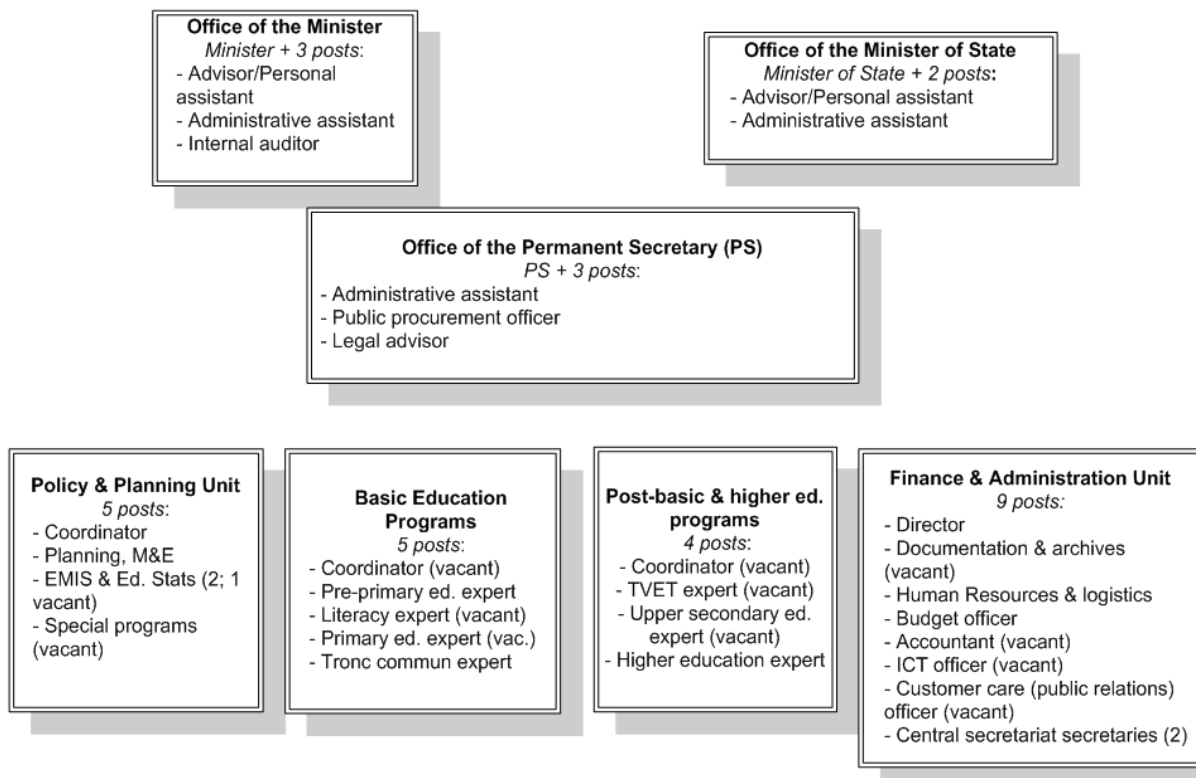 Office of the Minister
Minister + 3 posts:
- Advisor/Personal
assistant
- Administrative assistant
- Internal auditor
Office of the Minister of State
Minister of State + 2 posts:
- Advisor/Personal assistant
- Administrative assistant
Office of the Permanent Secretary (PS)
PS + 3 posts:
- Administrative assistant
- Public procurement officer
- Legal advisor
Policy & Planning Unit
5 posts:
- Coordinator
- Planning, M&E
- EMIS & Ed. Stats (2; 1
vacant)
- Special programs
(vacant)
Basic Education
Programs
5 posts:
- Coordinator (vacant)
- Pre-primary ed. expert
- Literacy expert (vacant)
- Primary ed. expert (vac.)
- Tronc commun expert
Post-basic & higher ed.
programs
4 posts:
- Coordinator (vacant)
- TVET expert (vacant)
- Upper secondary ed.
expert (vacant)
- Higher education expert
Finance & Administration Unit
9 posts:
- Director
- Documentation & archives
(vacant)
- Human Resources & logistics
- Budget officer
- Accountant (vacant)
- ICT officer (vacant)
- Customer care (public relations)
officer (vacant)
- Central secretariat secretaries (2)